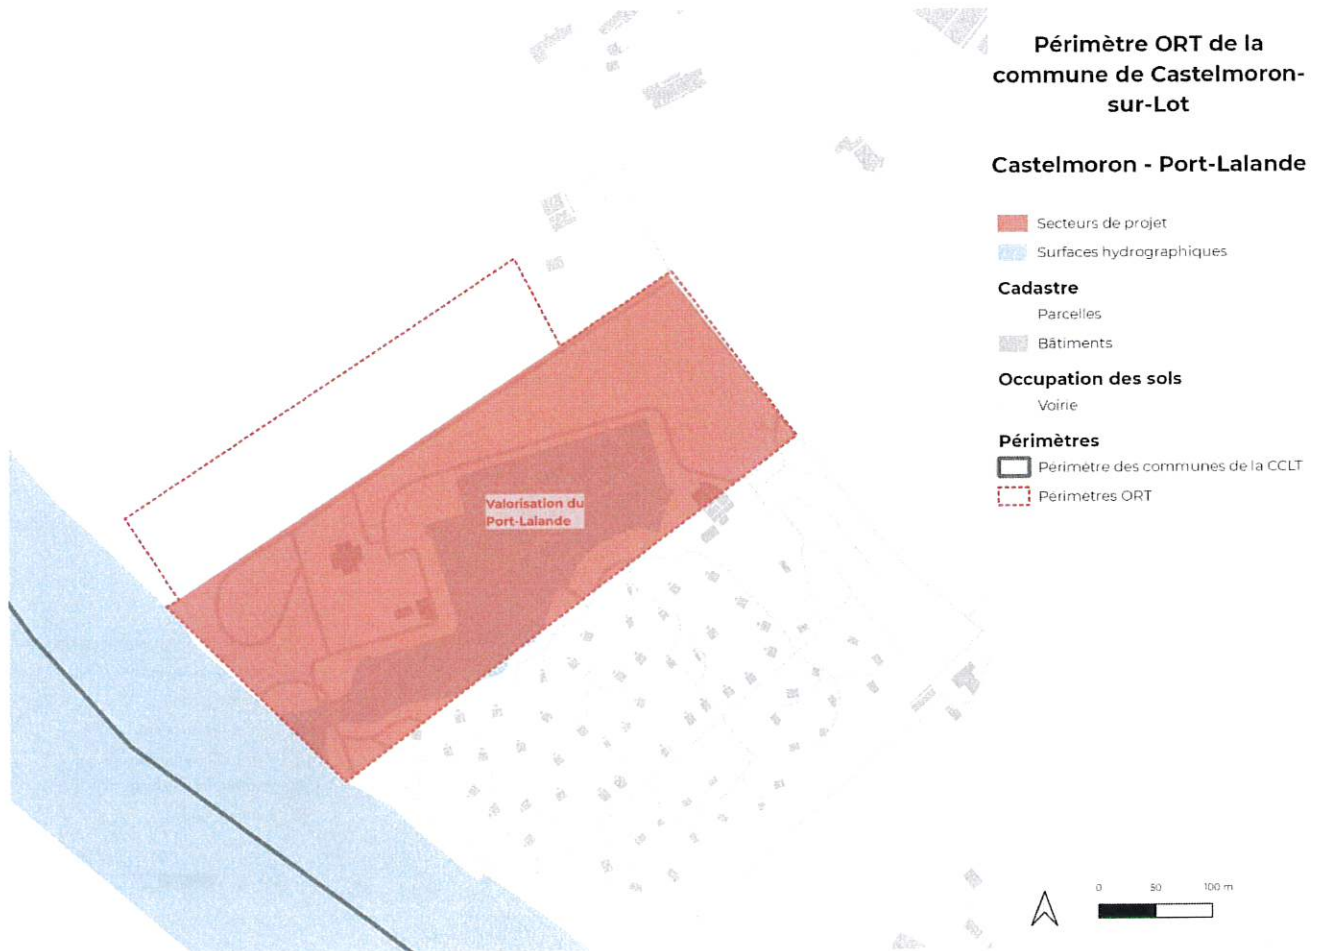 Périmètre ORT de la
commune de Castelmoron-
sur-Lot
Castelmoron - Port-Lalande
Secteurs de projet
Surfaces hydrographiques
Cadastre
Parcelles
Bâtiments
Occupation des sols
Voirie
Périmètres
Périmètre des communes de la CCLT
Périmetres ORT
Valorisation du
Port-Lalande
0 50 100 m